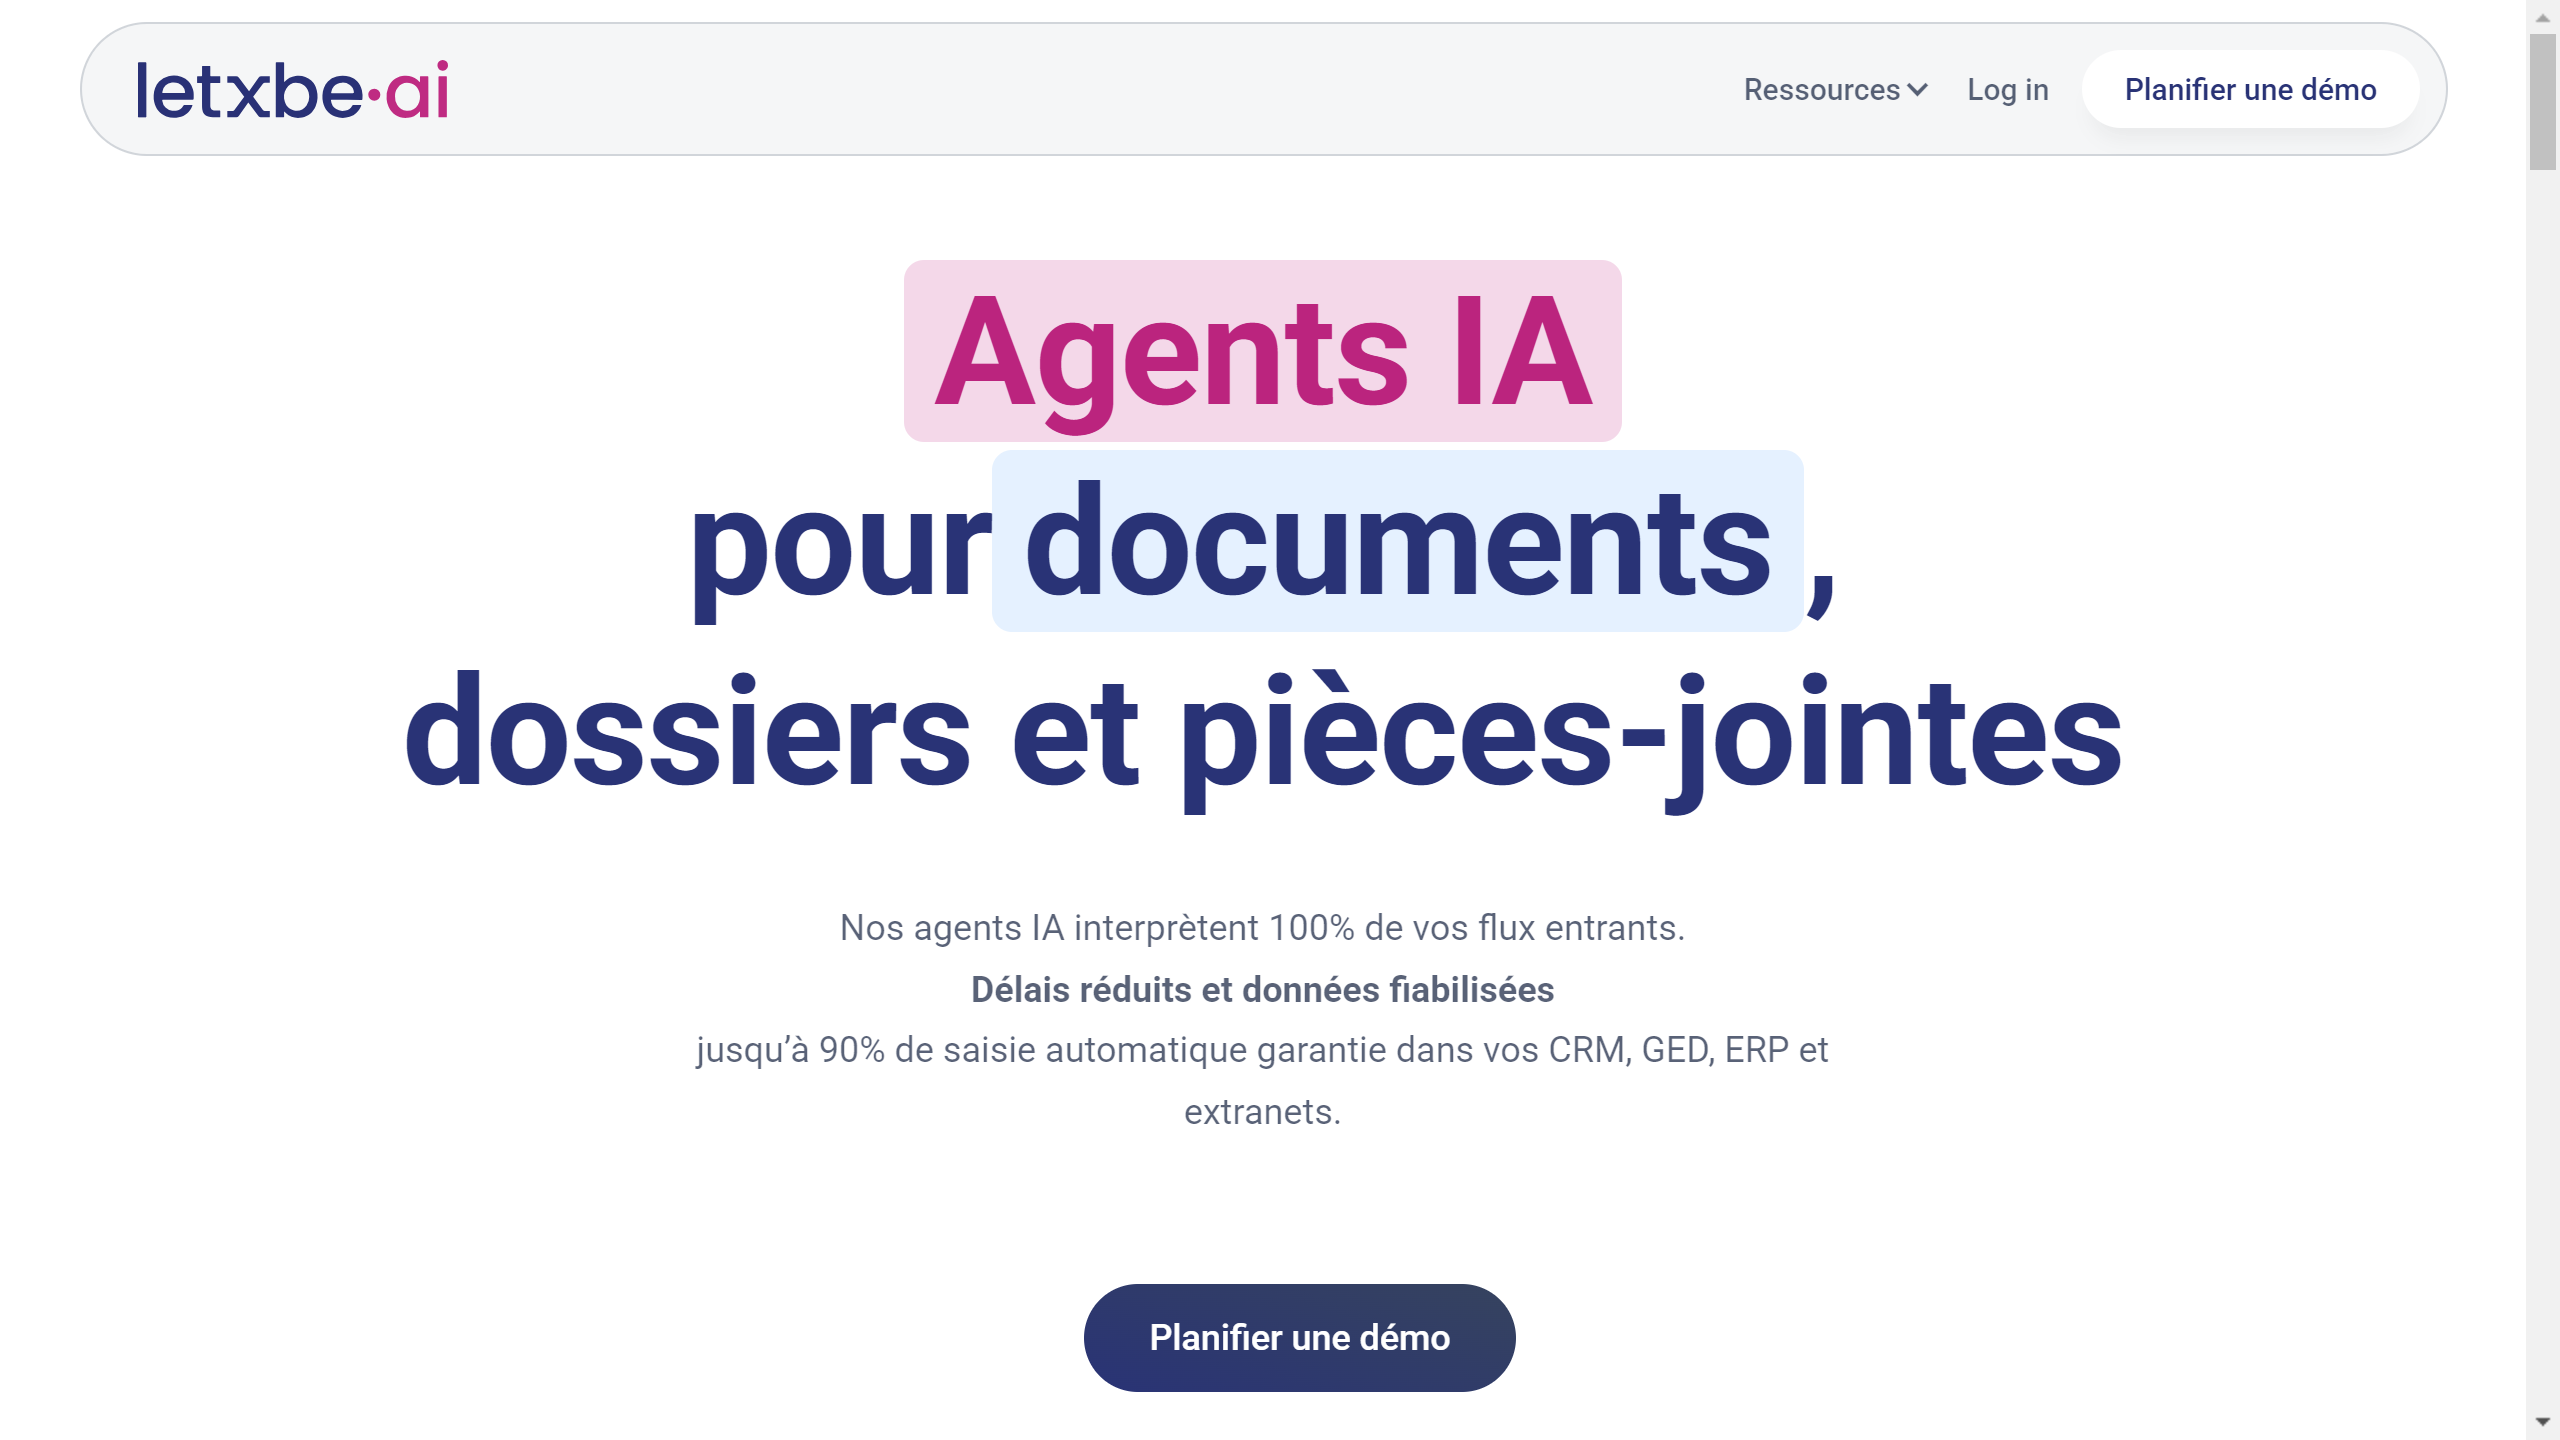 letxbe·ai
Ressources
Log in
Planifier une démo
Agents IA
pour documents ,
dossiers et pièces-jointes
Nos agents IA interprètent 100% de vos flux entrants.
Délais réduits et données fiabilisées
jusqu’à 90% de saisie automatique garantie dans vos CRM, GED, ERP et
extranets.
Planifier une démo